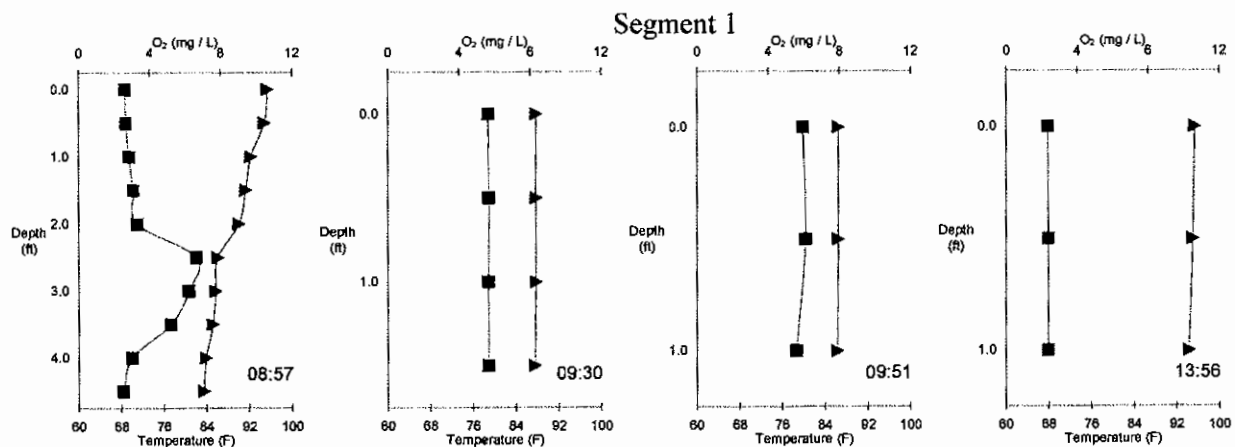 Segment 1
O₂ (mg / L)
0 4 8 12
0.0
1.0
2.0
Depth
(ft)
3.0
4.0
08:57
60 68 76 84 92 100
Temperature (F)
O₂ (mg / L)
0 3 6
0.0
Depth
(ft)
1.0
09:30
60 68 76 84 92 100
Temperature (F)
O₂ (mg / L)
0 4 8
0.0
Depth
(ft)
1.0
09:51
60 68 76 84 92 100
Temperature (F)
O₂ (mg / L)
0 4 8 12
0.0
Depth
(ft)
1.0
13:56
60 68 76 84 92 100
Temperature (F)